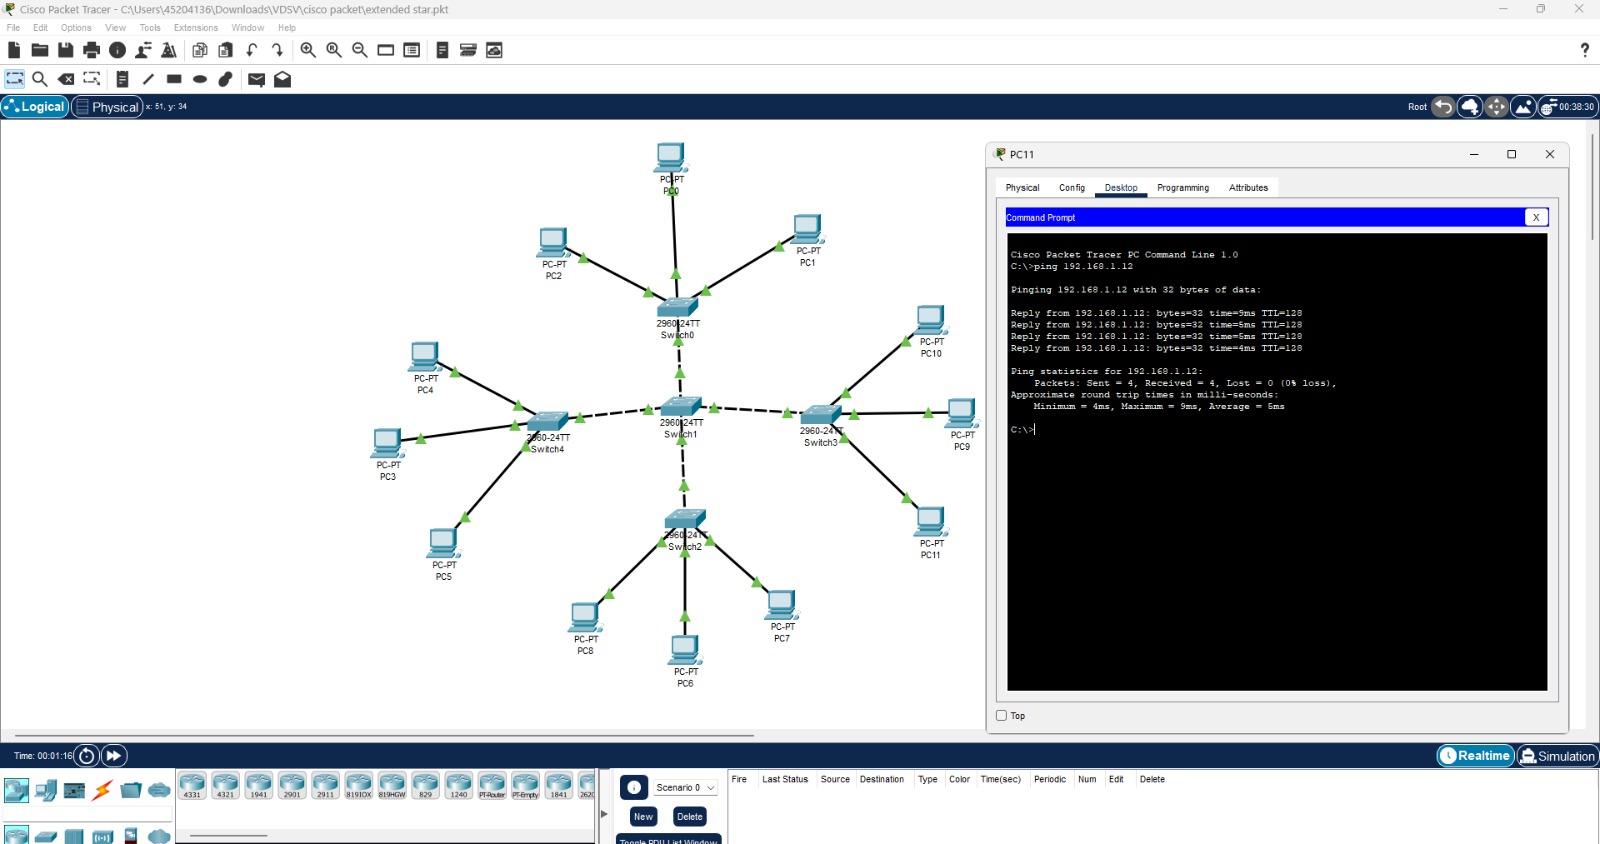 Cisco Packet Tracer - C:\Users\45204136\Downloads\VDSV\cisco packet\extended star.pkt
File Edit Options View Tools Extensions Window Help
?
Logical Physical x: 51, y: 34 Root 00:38:30
PC-PT
PC0
PC-PT
PC2
PC-PT
PC1
2960-24TT
Switch0
PC-PT
PC10
PC-PT
PC4
2960-24TT
Switch1
2960-24TT
Switch3
PC-PT
PC9
2960-24TT
Switch4
PC-PT
PC3
2960-24TT
Switch2
PC-PT
PC11
PC-PT
PC5
PC-PT
PC8
PC-PT
PC7
PC-PT
PC6
PC11
Physical Config Desktop Programming Attributes
Command Prompt X
Cisco Packet Tracer PC Command Line 1.0
C:\>ping 192.168.1.12
Pinging 192.168.1.12 with 32 bytes of data:
Reply from 192.168.1.12: bytes=32 time=9ms TTL=128
Reply from 192.168.1.12: bytes=32 time=5ms TTL=128
Reply from 192.168.1.12: bytes=32 time=5ms TTL=128
Reply from 192.168.1.12: bytes=32 time=4ms TTL=128
Ping statistics for 192.168.1.12:
Packets: Sent = 4, Received = 4, Lost = 0 (0% loss),
Approximate round trip times in milli-seconds:
Minimum = 4ms, Maximum = 9ms, Average = 5ms
C:\>
Top
Time: 00:01:16 Realtime Simulation
4331 4321 1941 2901 2911 819IOX 819HGW 829 1240 PT-Router PT-Empty 1841 262
Scenario 0
New Delete
Toggle PDU List Window
Fire Last Status Source Destination Type Color Time(sec) Periodic Num Edit Delete